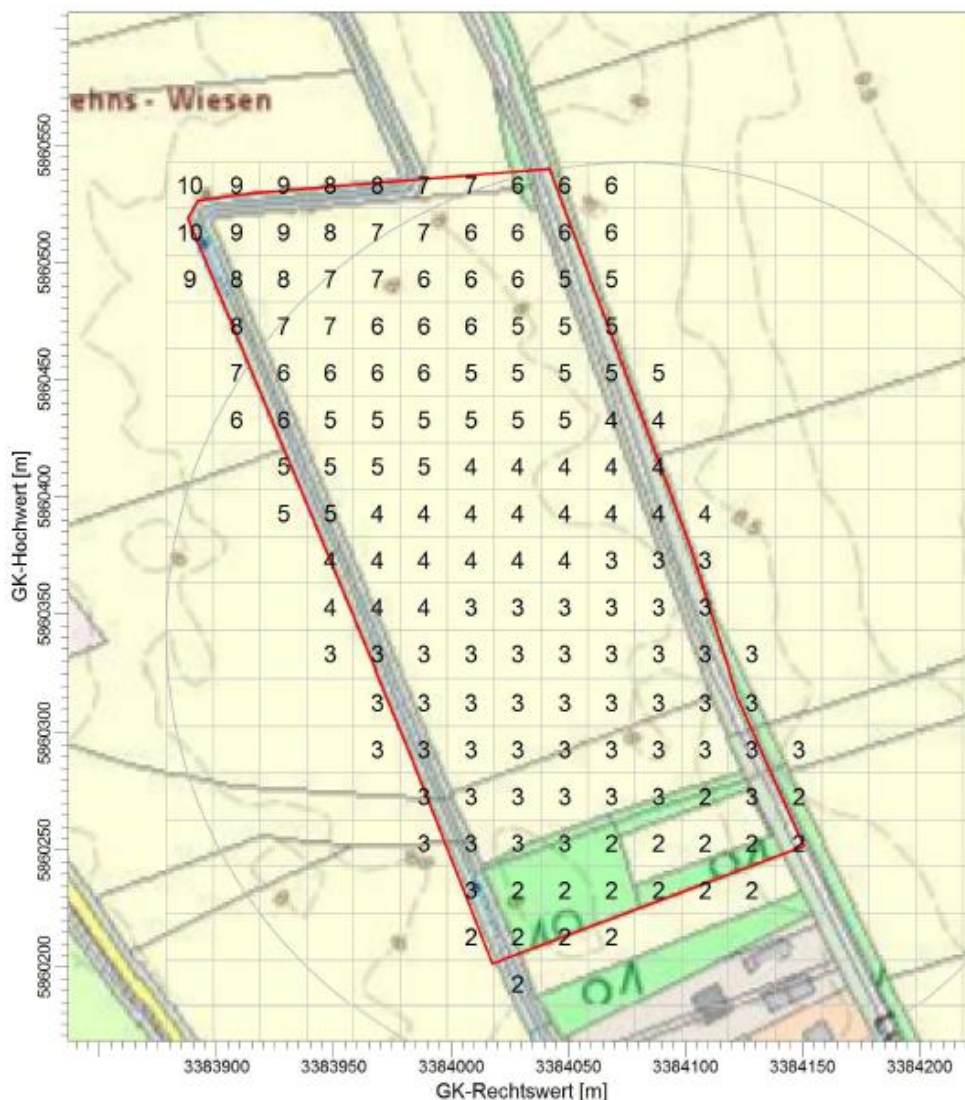 ehns - Wiesen
10 9 9 8 8 7 7 6 6 6
10 9 9 8 7 7 6 6 6 6
9 8 8 7 7 6 6 6 5 5
8 7 7 6 6 6 5 5 5
7 6 6 6 6 5 5 5 5 5
6 6 5 5 5 5 5 5 4 4
5 5 5 5 4 4 4 4 4
5 5 4 4 4 4 4 4 4 4
4 4 4 4 4 4 3 3 3
4 4 4 3 3 3 3 3 3
3 3 3 3 3 3 3 3 3 3
3 3 3 3 3 3 3 3 3
3 3 3 3 3 3 3 3 3 3
3 3 3 3 3 3 2 3 2
3 3 3 3 2 2 2 2 2
3 2 2 2 2 2 2
2 2 2 2
2
5860550
5860500
5860450
5860400
5860350
5860300
5860250
5860200
GK-Hochwert [m]
3383900 3383950 3384000 3384050 3384100 3384150 3384200
GK-Rechtswert [m]